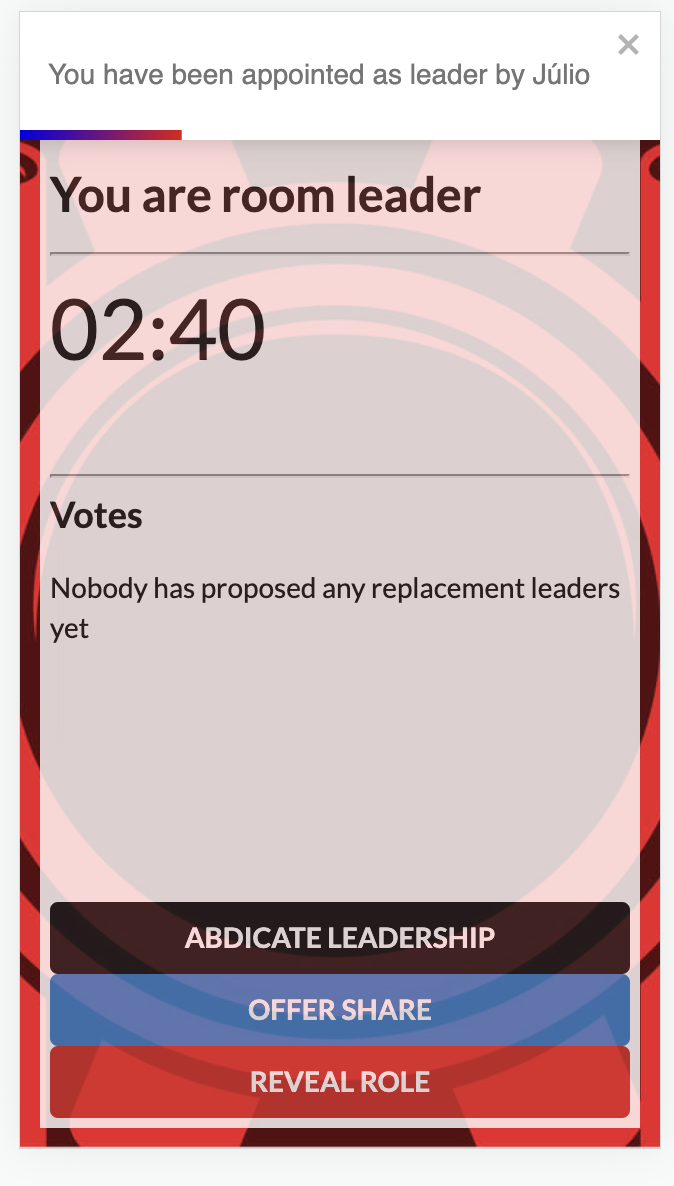 You have been appointed as leader by Júlio
×
You are room leader
02:40
Votes
Nobody has proposed any replacement leaders
yet
ABDICATE LEADERSHIP
OFFER SHARE
REVEAL ROLE